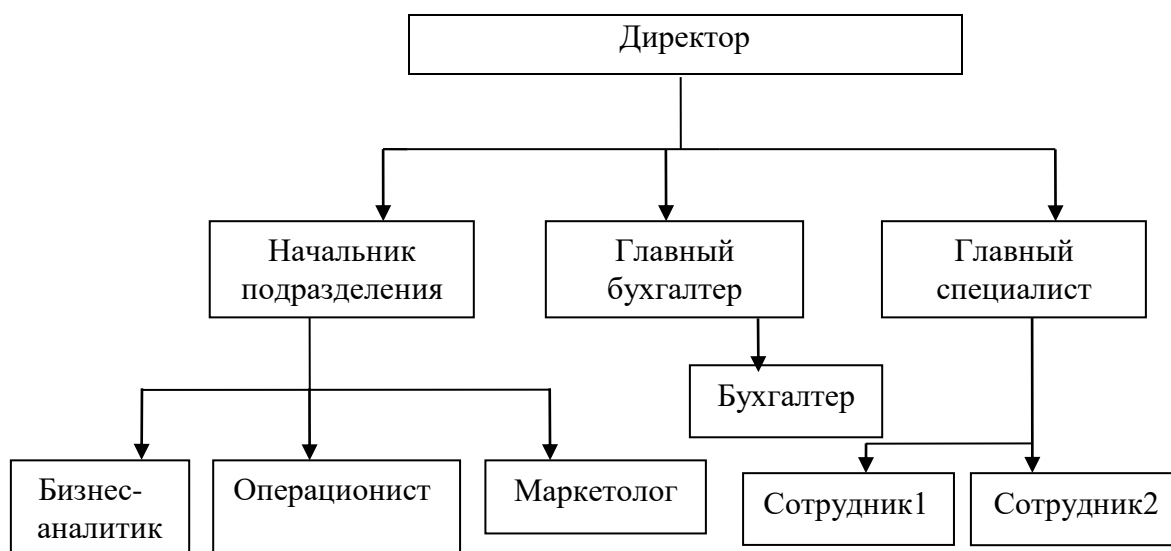 Директор
Начальник
подразделения
Главный
бухгалтер
Главный
специалист
Бухгалтер
Бизнес-
аналитик
Операционист
Маркетолог
Сотрудник1
Сотрудник2